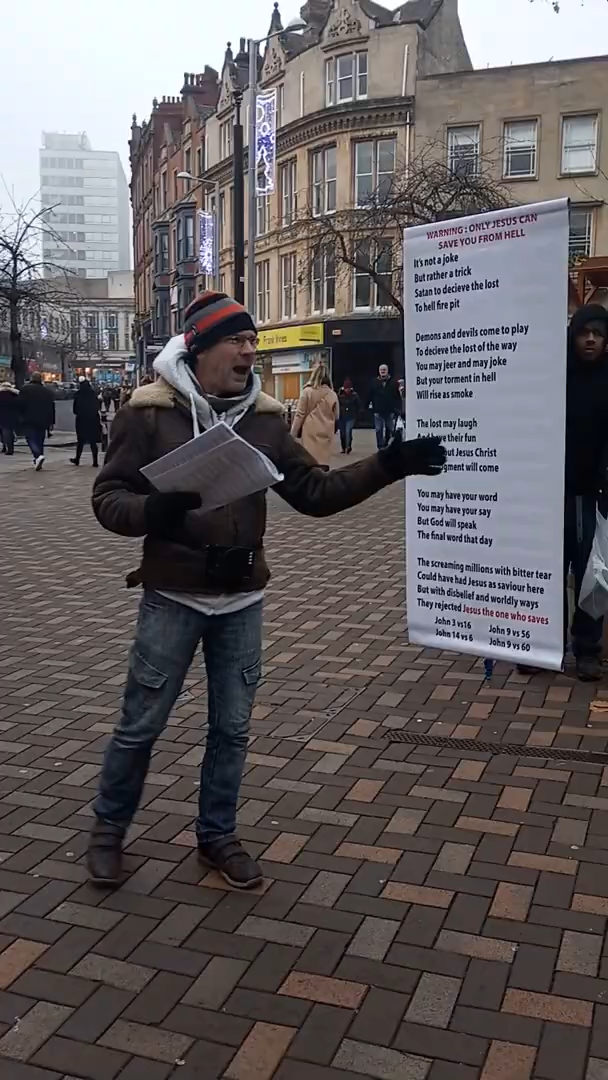 WARNING : ONLY JESUS CAN
SAVE YOU FROM HELL
It's not a joke
But rather a trick
Satan to decieve the lost
To hell fire pit
Demons and devils come to play
To decieve the lost of the way
You may jeer and may joke
But your torment in hell
Will rise as smoke
The lost may laugh
their fun
Jesus Christ
will come
You may have your word
You may have your say
But God will speak
The final word that day
The screaming millions with bitter tear
Could have had Jesus as saviour here
But with disbelief and worldly ways
They rejected Jesus the one who saves
John 3 vs16 John 9 vs 56
John 14 vs 6 John 9 vs 60
Frank Innes